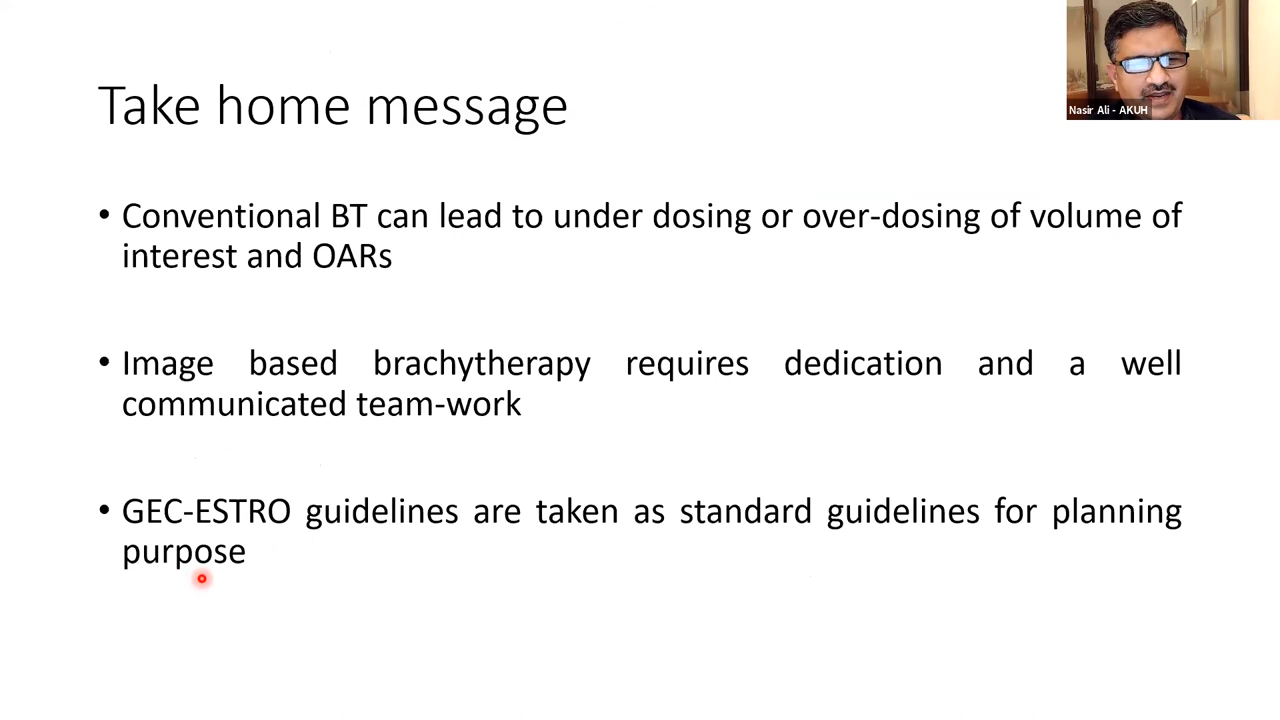 Take home message
Nasir Ali - AKUH
• Conventional BT can lead to under dosing or over-dosing of volume of
interest and OARs
• Image based brachytherapy requires dedication and a well
communicated team-work
• GEC-ESTRO guidelines are taken as standard guidelines for planning
purpose